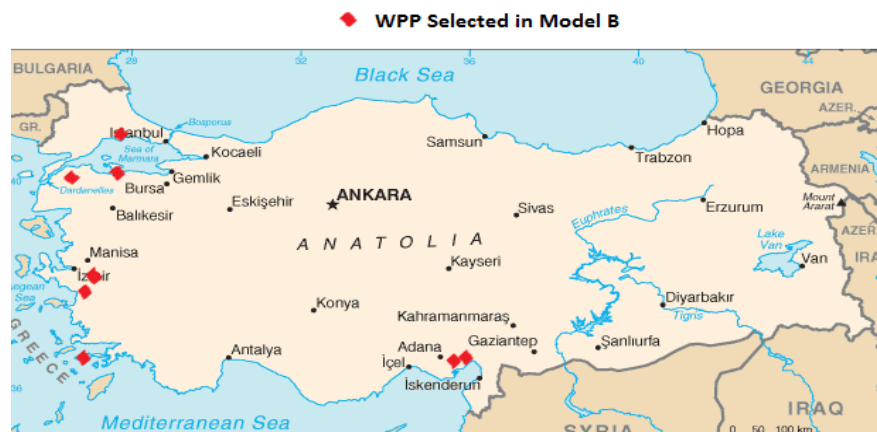 WPP Selected in Model B
28 32 36 40 44
BULGARIA
Black Sea
GEORGIA
AZER.
GR.
Bosporus
Istanbul
Hopa
Kocaeli
Samsun
Sea of
Marmara
Trabzon
ARMENIA
40
Gemlik
Dardanelles
Bursa
ANKARA
Mount
Ararat
Balıkesir
Eskişehir
Sivas
Erzurum
Euphrates
AZER.
ANATOLIA
Lake
Van
IRA
Manisa
İzmir
Kayseri
Van
Aegean
Sea
Konya
Diyarbakır
Kahramanmaraş
Tigris
GREECE
Antalya
Adana
Gaziantep
Şanlıurfa
İçel
36
İskenderun
Mediterranean Sea
SYRIA
IRAQ
0 50 100 km